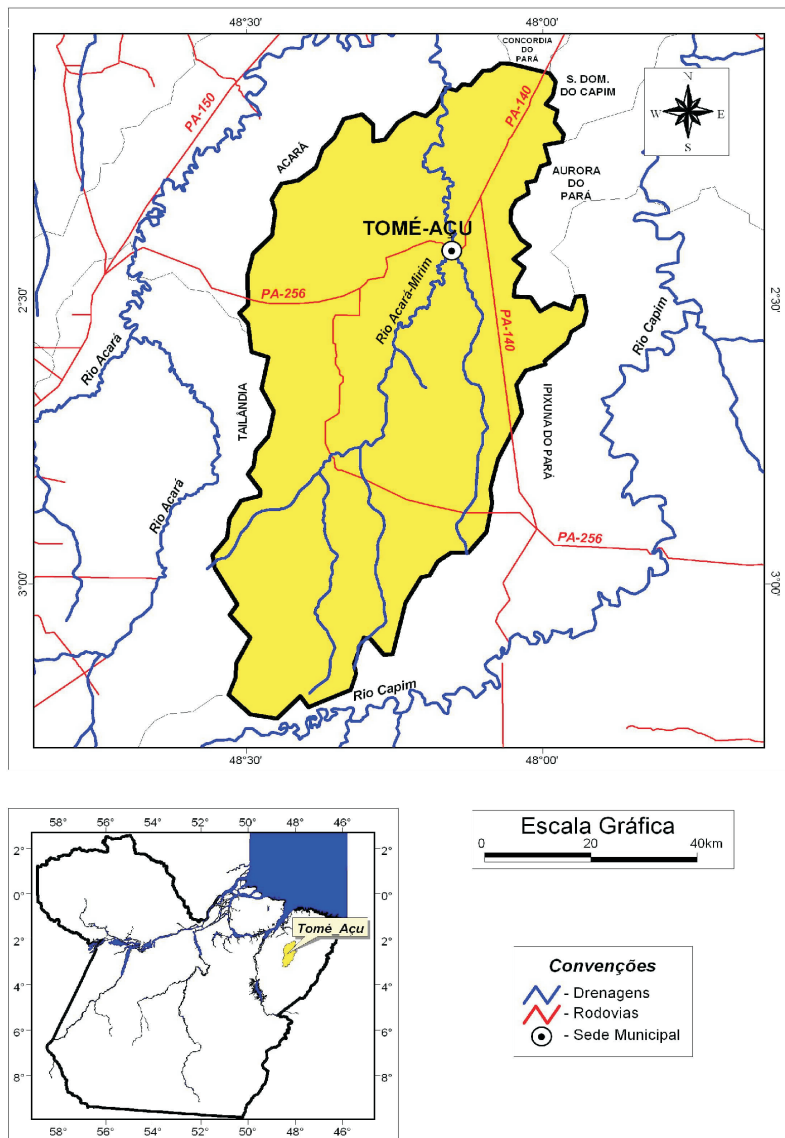 48°30'
48°00'
CONCORDIA
DO
PARÁ
S. DOM.
DO CAPIM
N
W
E
S
PA-150
PA-140
ACARÁ
AURORA
DO
PARÁ
TOMÉ-AÇU
2°30'
2°30'
PA-256
Rio Acará-Mirim
Rio Capim
PA-140
Rio Acará
TAILÂNDIA
IPIXUNA DO PARÁ
Rio Acará
PA-256
3°00'
3°00'
Rio Capim
48°30'
48°00'
58°
56°
54°
52°
50°
48°
46°
2°
2°
0°
0°
Tomé_Açu
2°
2°
4°
4°
6°
6°
8°
8°
58°
56°
54°
52°
50°
48°
46°
Escala Gráfica
0
20
40km
Convenções
- Drenagens
- Rodovias
- Sede Municipal